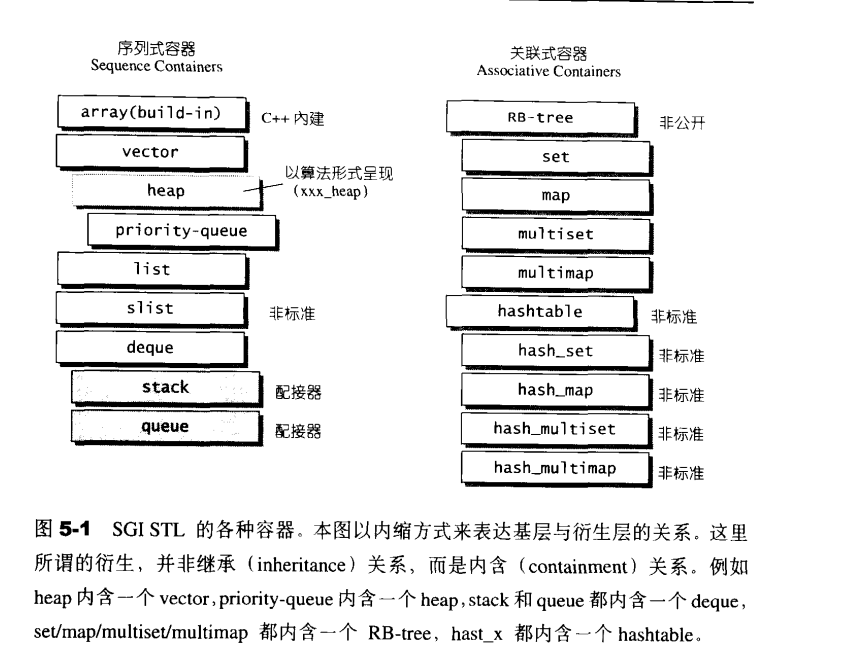 序列式容器
Sequence Containers
array(build-in)
C++ 內建
vector
heap
以算法形式呈现
(xxx_heap)
priority-queue
list
slist
非标准
deque
stack
配接器
queue
配接器
关联式容器
Associative Containers
RB-tree
非公开
set
map
multiset
multimap
hashtable
非标准
hash_set
非标准
hash_map
非标准
hash_multiset
非标准
hash_multimap
非标准
图 5-1 SGI STL 的各种容器。本图以内缩方式来表达基层与衍生层的关系。这里
所谓的衍生，并非继承（inheritance）关系，而是内含（containment）关系。例如
heap 内含一个 vector,priority-queue 内含一个 heap,stack 和 queue 都内含一个 deque,
set/map/multiset/multimap 都内含一个 RB-tree，hast_x 都内含一个 hashtable。